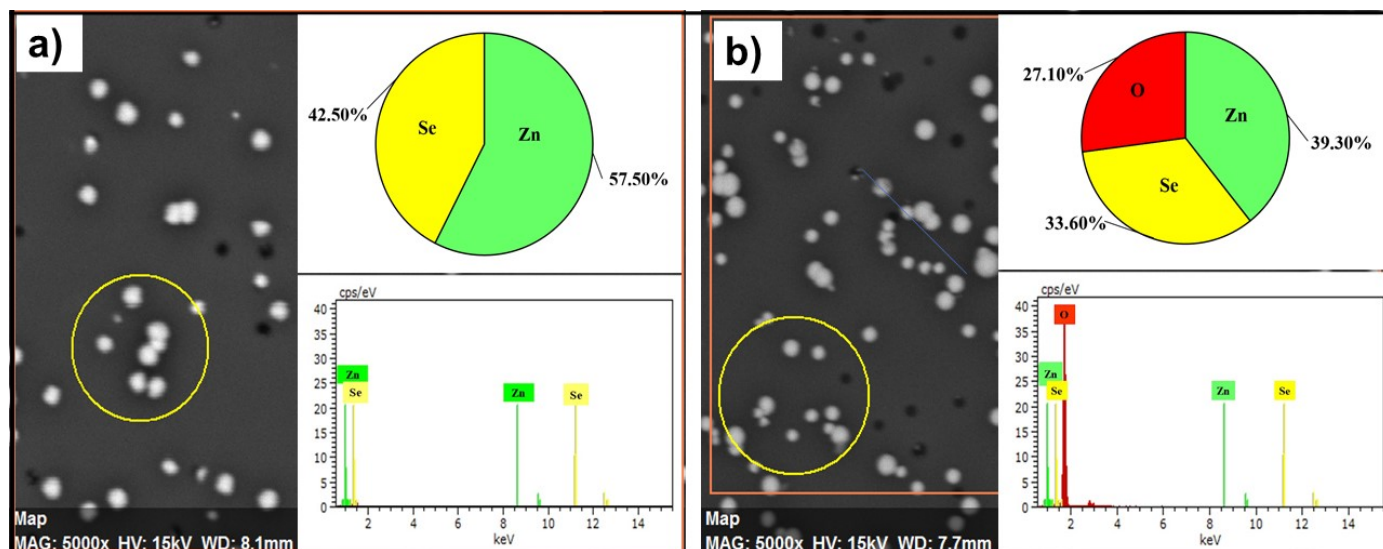 a)
42.50%
Se
Zn
57.50%
cps/eV
40
35
30
25
20
15
10
5
0
Zn
Se
Zn
Se
2 4 6 8 10 12 14
keV
Map
MAG: 5000x HV: 15kV WD: 8.1mm
b)
27.10%
O
Zn
39.30%
Se
33.60%
cps/eV
40
35
30
25
20
15
10
5
0
O
Zn
Se
Zn
Se
2 4 6 8 10 12 14
keV
Map
MAG: 5000x HV: 15kV WD: 7.7mm